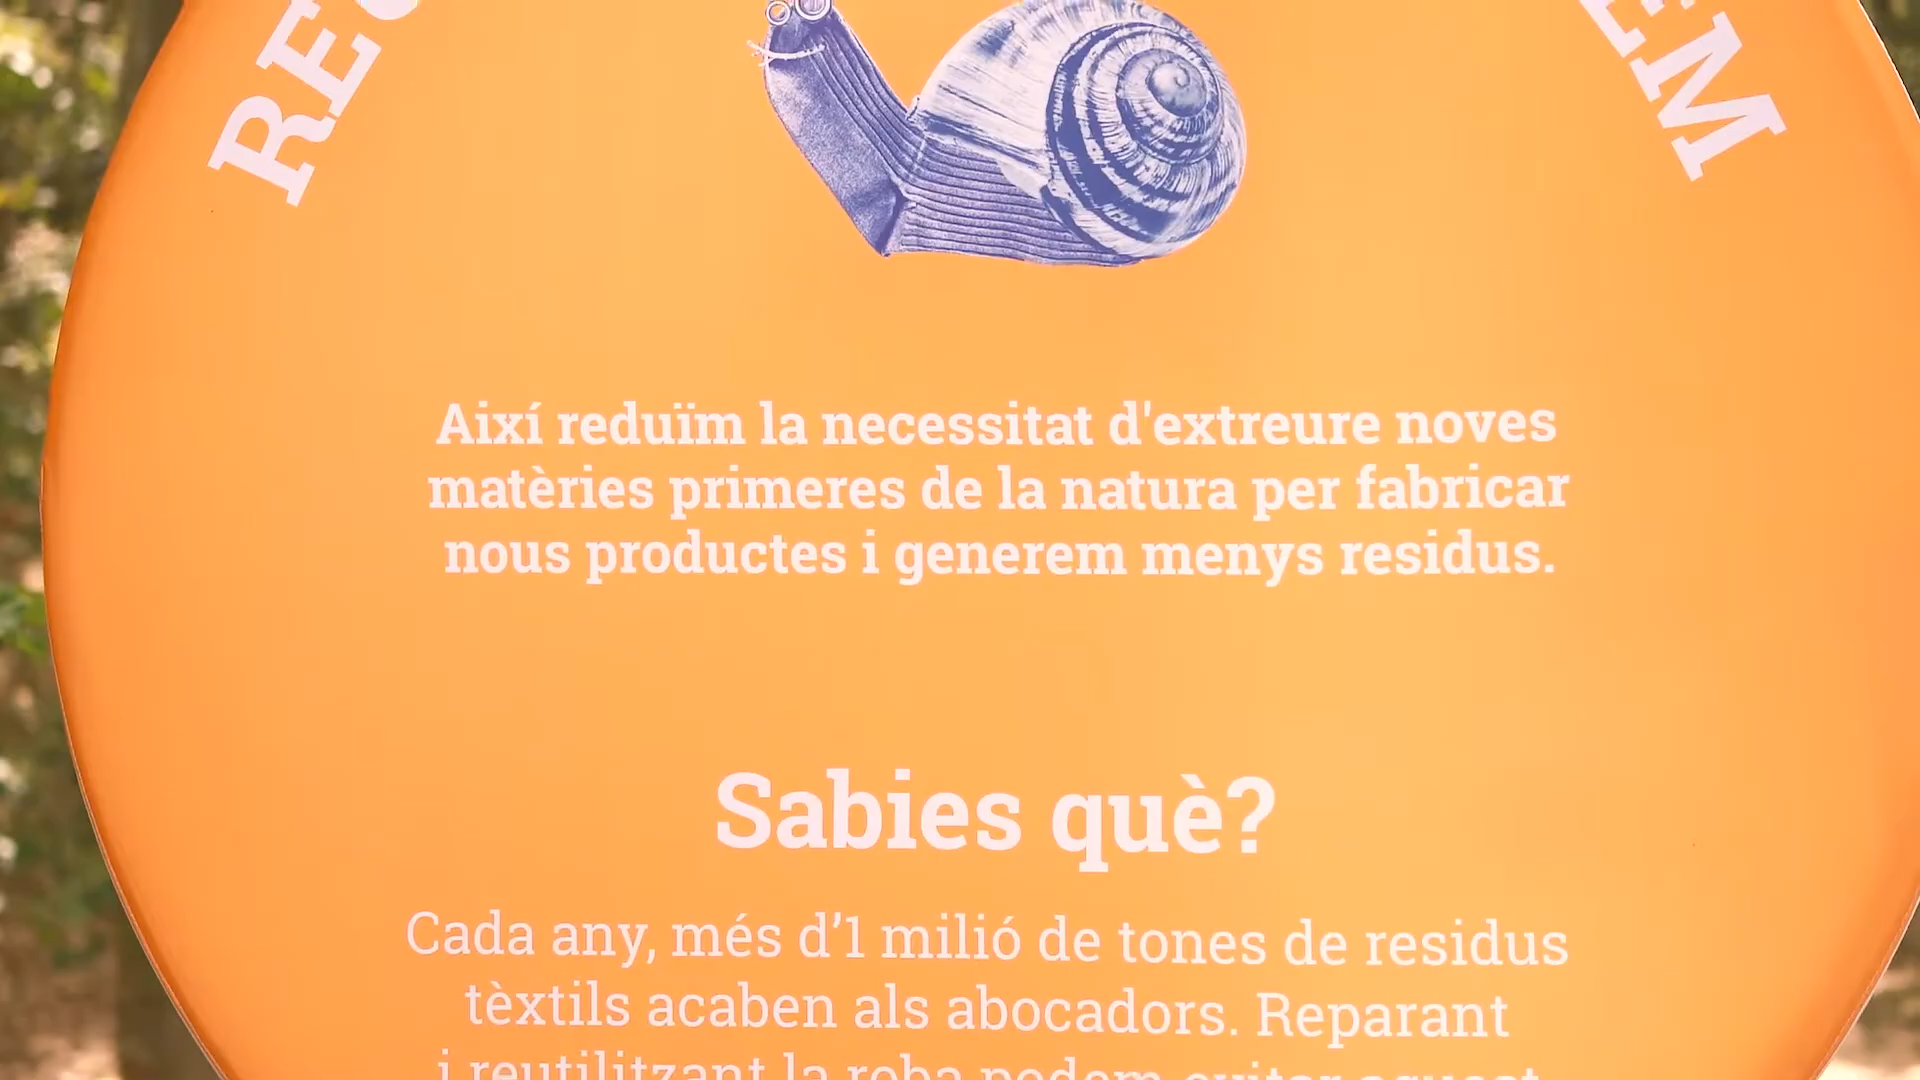 Així reduïm la necessitat d'extreure noves
matèries primeres de la natura per fabricar
nous productes i generem menys residus.
Sabies què?
Cada any, més d'1 milió de tones de residus
tèxtils acaben als abocadors. Reparant
i reutilitzant la roba podem evitar aquest